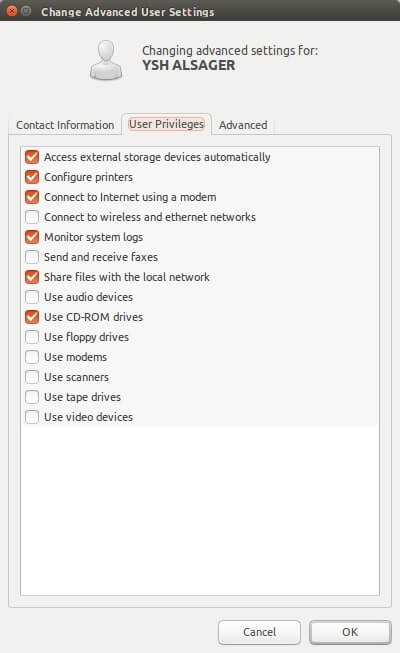 Change Advanced User Settings
Changing advanced settings for:
YSH ALSAGER
Contact Information
User Privileges
Advanced
Access external storage devices automatically
Configure printers
Connect to Internet using a modem
Connect to wireless and ethernet networks
Monitor system logs
Send and receive faxes
Share files with the local network
Use audio devices
Use CD-ROM drives
Use floppy drives
Use modems
Use scanners
Use tape drives
Use video devices
Cancel
OK